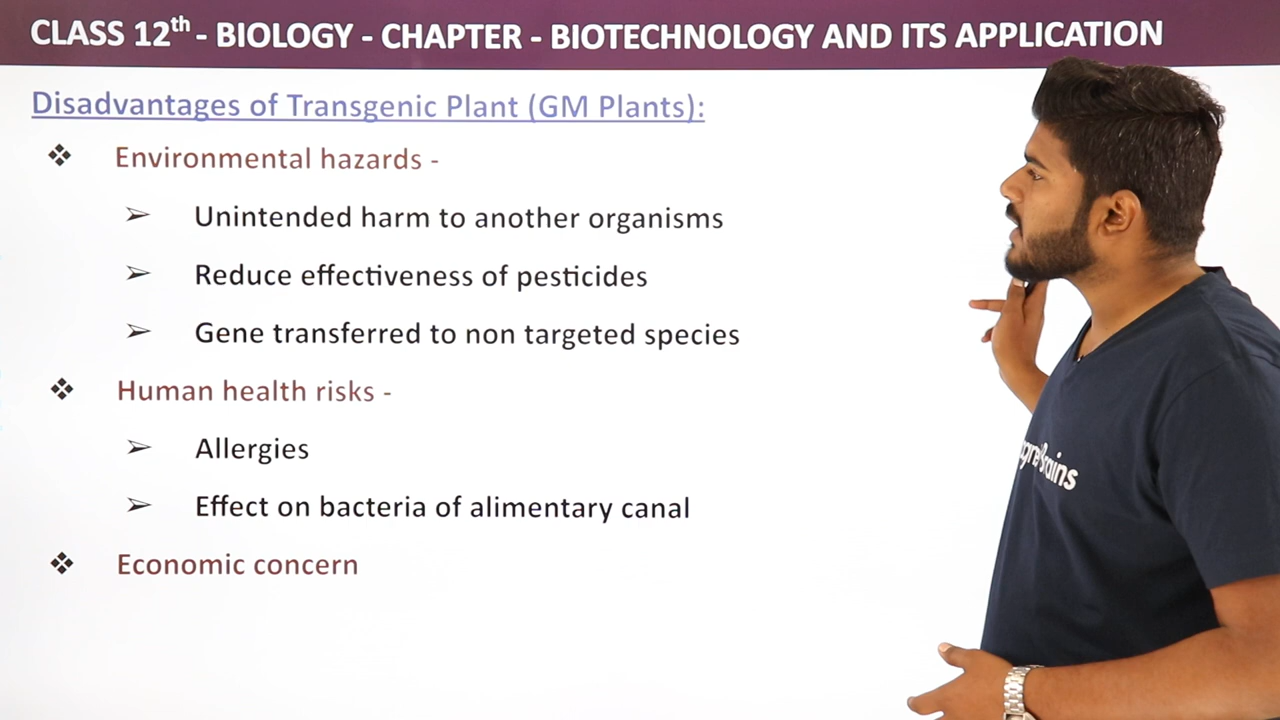 CLASS 12th - BIOLOGY - CHAPTER - BIOTECHNOLOGY AND ITS APPLICATION
Disadvantages of Transgenic Plant (GM Plants):
❖ Environmental hazards -
➢ Unintended harm to another organisms
➢ Reduce effectiveness of pesticides
➢ Gene transferred to non targeted species
❖ Human health risks -
➢ Allergies
➢ Effect on bacteria of alimentary canal
❖ Economic concern